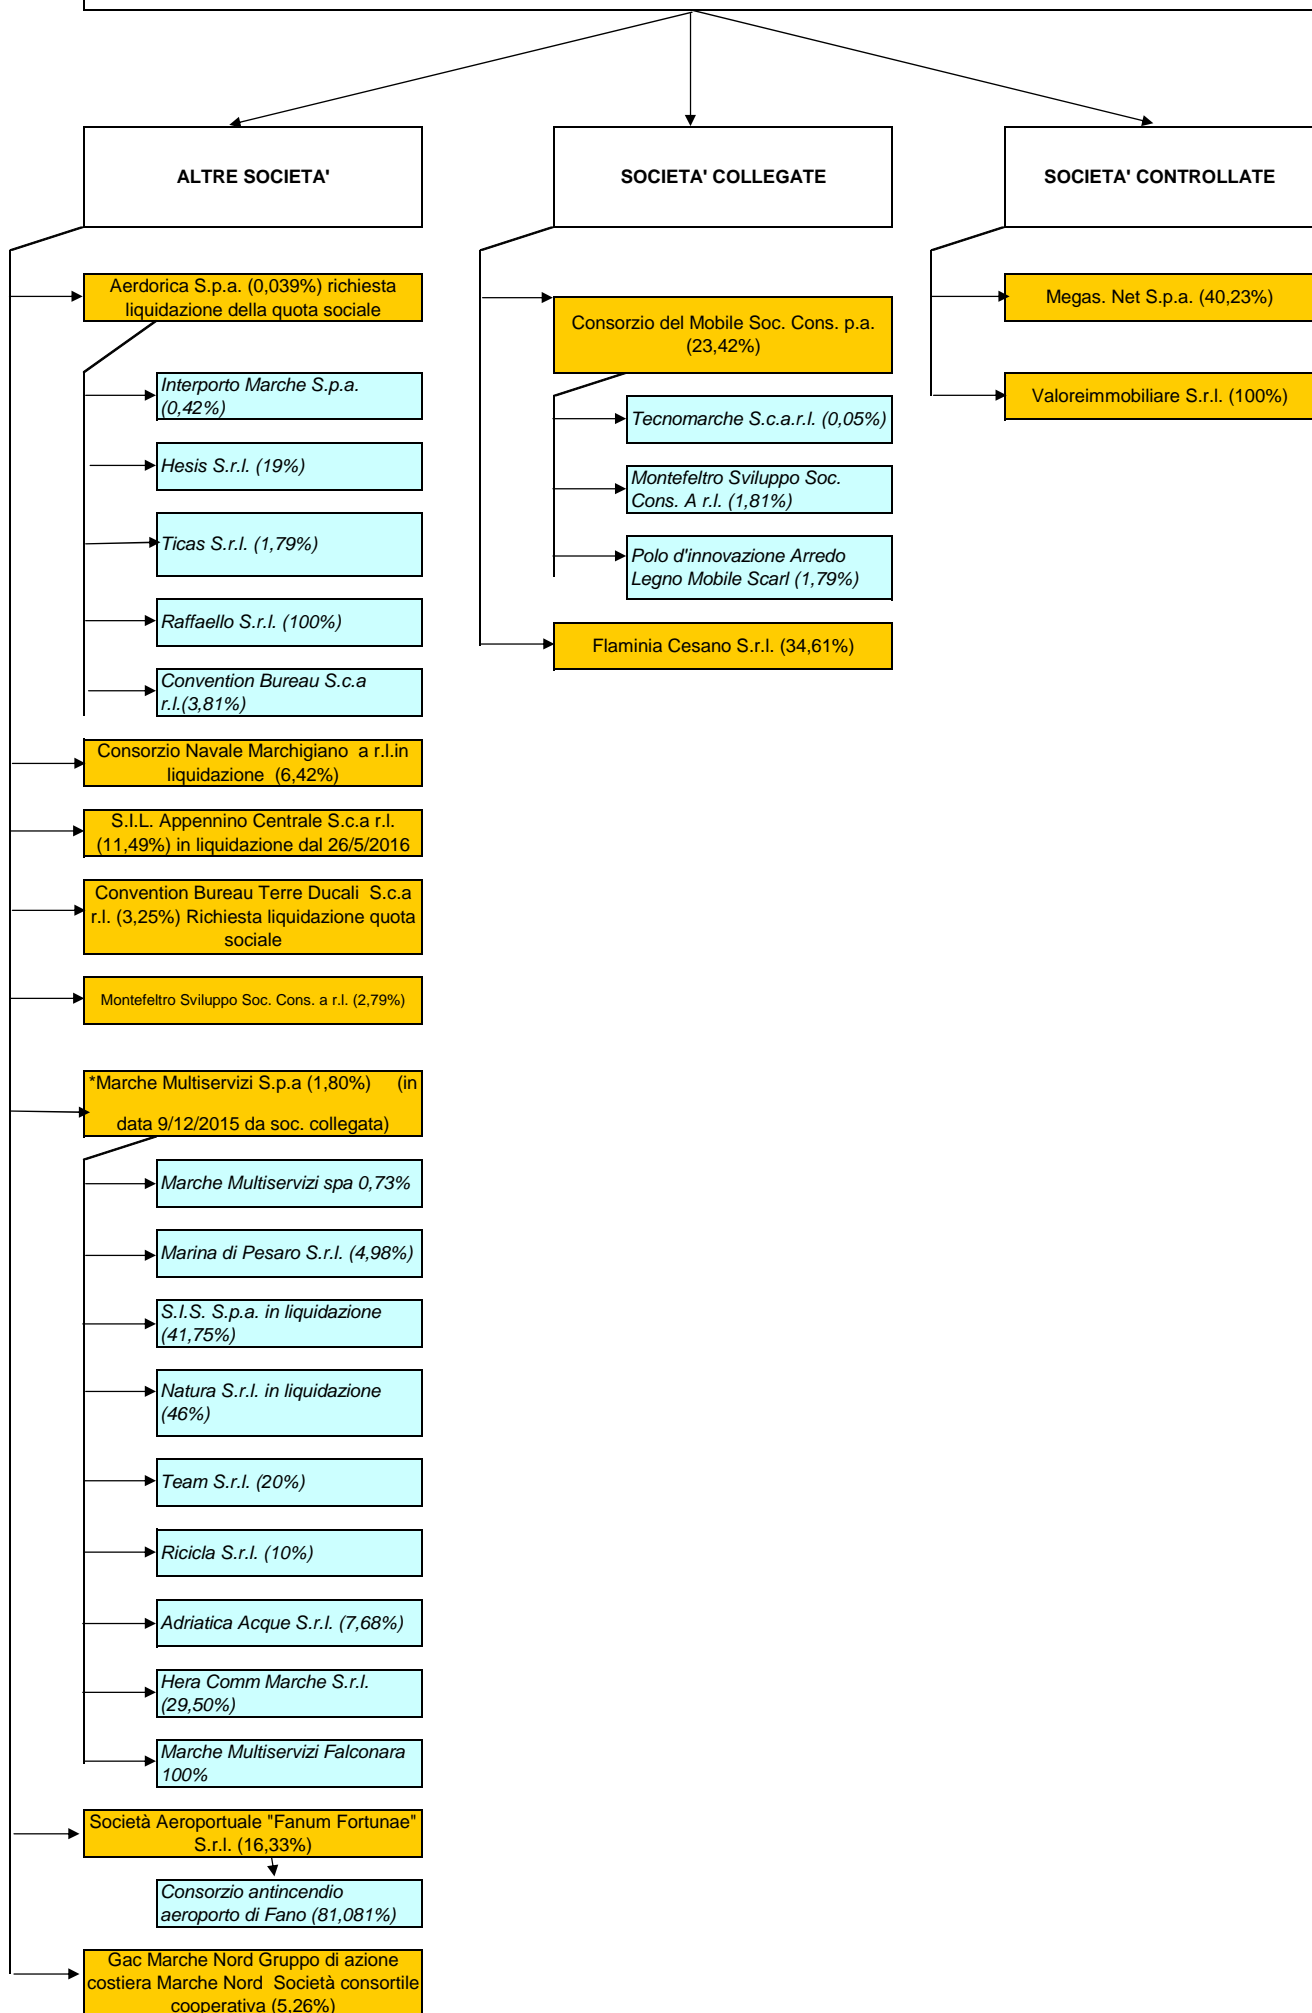 ALTRE SOCIETA'
Aerdorica S.p.a. (0,039%) richiesta
liquidazione della quota sociale
Interporto Marche S.p.a.
(0,42%)
Hesis S.r.l. (19%)
Ticas S.r.l. (1,79%)
Raffaello S.r.l. (100%)
Convention Bureau S.c.a
r.l.(3,81%)
Consorzio Navale Marchigiano  a r.l.in
liquidazione  (6,42%)
S.I.L. Appennino Centrale S.c.a r.l.
(11,49%) in liquidazione dal 26/5/2016
Convention Bureau Terre Ducali  S.c.a
r.l. (3,25%) Richiesta liquidazione quota
sociale
Montefeltro Sviluppo Soc. Cons. a r.l. (2,79%)
*Marche Multiservizi S.p.a (1,80%)     (in
data 9/12/2015 da soc. collegata)
Marche Multiservizi spa 0,73%
Marina di Pesaro S.r.l. (4,98%)
S.I.S. S.p.a. in liquidazione
(41,75%)
Natura S.r.l. in liquidazione
(46%)
Team S.r.l. (20%)
Ricicla S.r.l. (10%)
Adriatica Acque S.r.l. (7,68%)
Hera Comm Marche S.r.l.
(29,50%)
Marche Multiservizi Falconara
100%
Società Aeroportuale "Fanum Fortunae"
S.r.l. (16,33%)
Consorzio antincendio
aeroporto di Fano (81,081%)
Gac Marche Nord Gruppo di azione
costiera Marche Nord  Società consortile
cooperativa (5,26%)
SOCIETA' COLLEGATE
Consorzio del Mobile Soc. Cons. p.a.
(23,42%)
Tecnomarche S.c.a.r.l. (0,05%)
Montefeltro Sviluppo Soc.
Cons. A r.l. (1,81%)
Polo d'innovazione Arredo
Legno Mobile Scarl (1,79%)
Flaminia Cesano S.r.l. (34,61%)
SOCIETA' CONTROLLATE
Megas. Net S.p.a. (40,23%)
Valoreimmobiliare S.r.l. (100%)